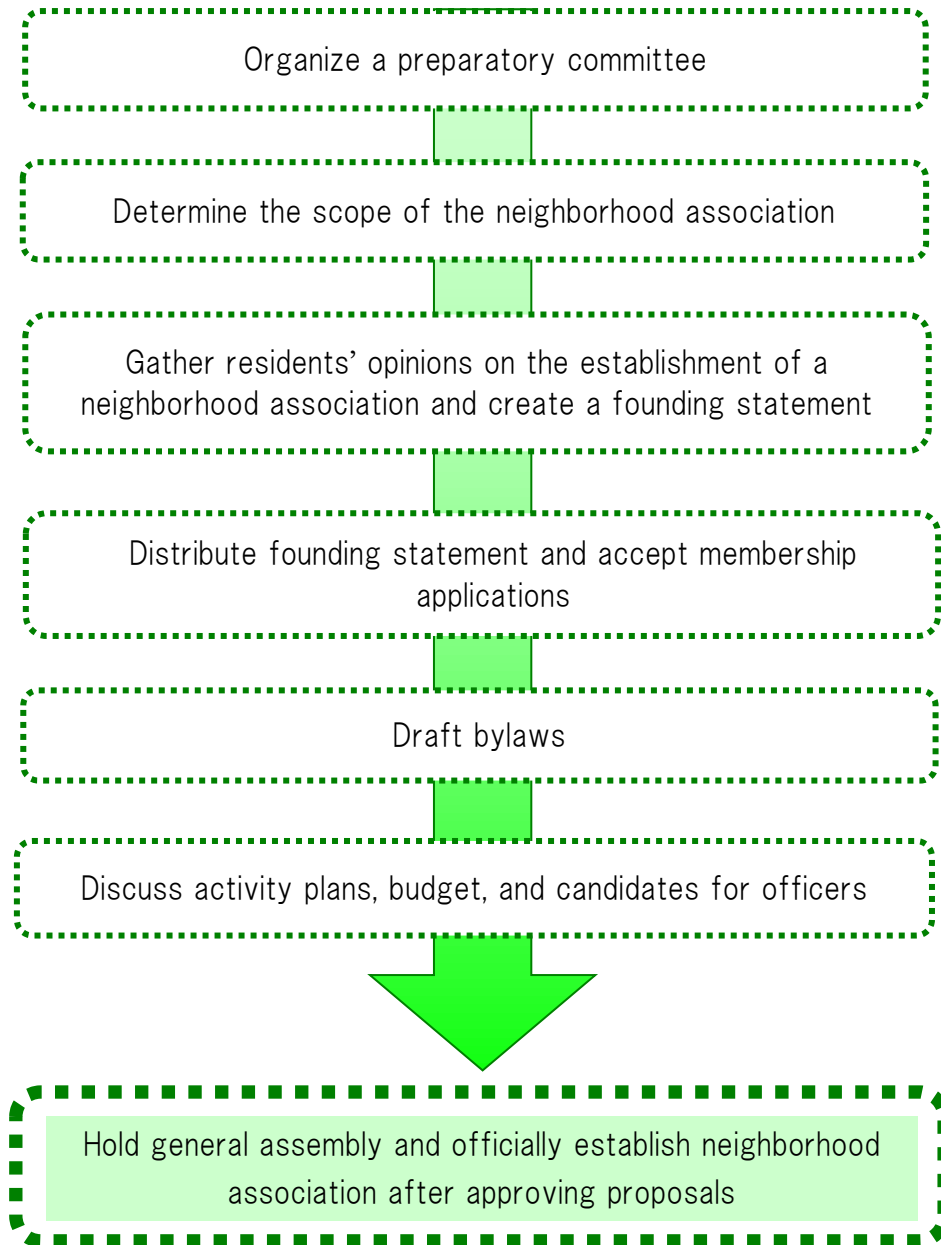 Organize a preparatory committee
Determine the scope of the neighborhood association
Gather residents’ opinions on the establishment of a
neighborhood association and create a founding statement
Distribute founding statement and accept membership
applications
Draft bylaws
Discuss activity plans, budget, and candidates for officers
Hold general assembly and officially establish neighborhood
association after approving proposals